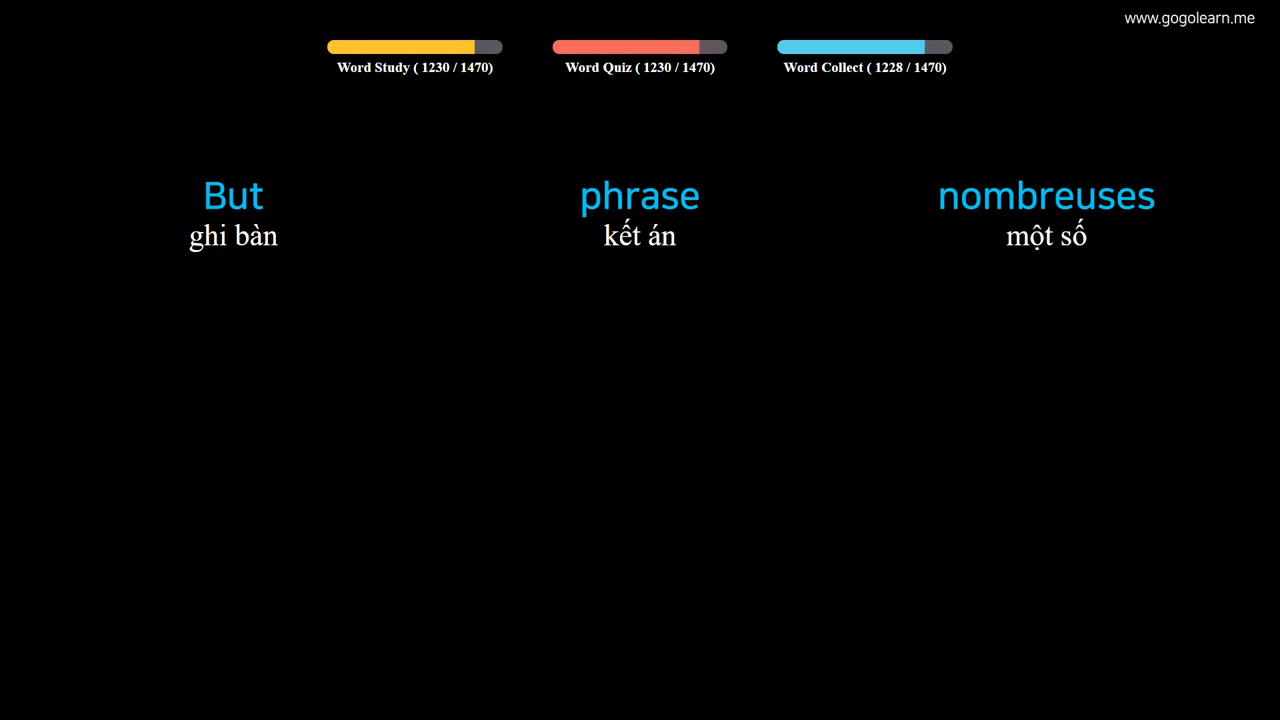 www.gogolearn.me
Word Study ( 1230 / 1470)
Word Quiz ( 1230 / 1470)
Word Collect ( 1228 / 1470)
But
ghi bàn
phrase
kết án
nombreuses
một số